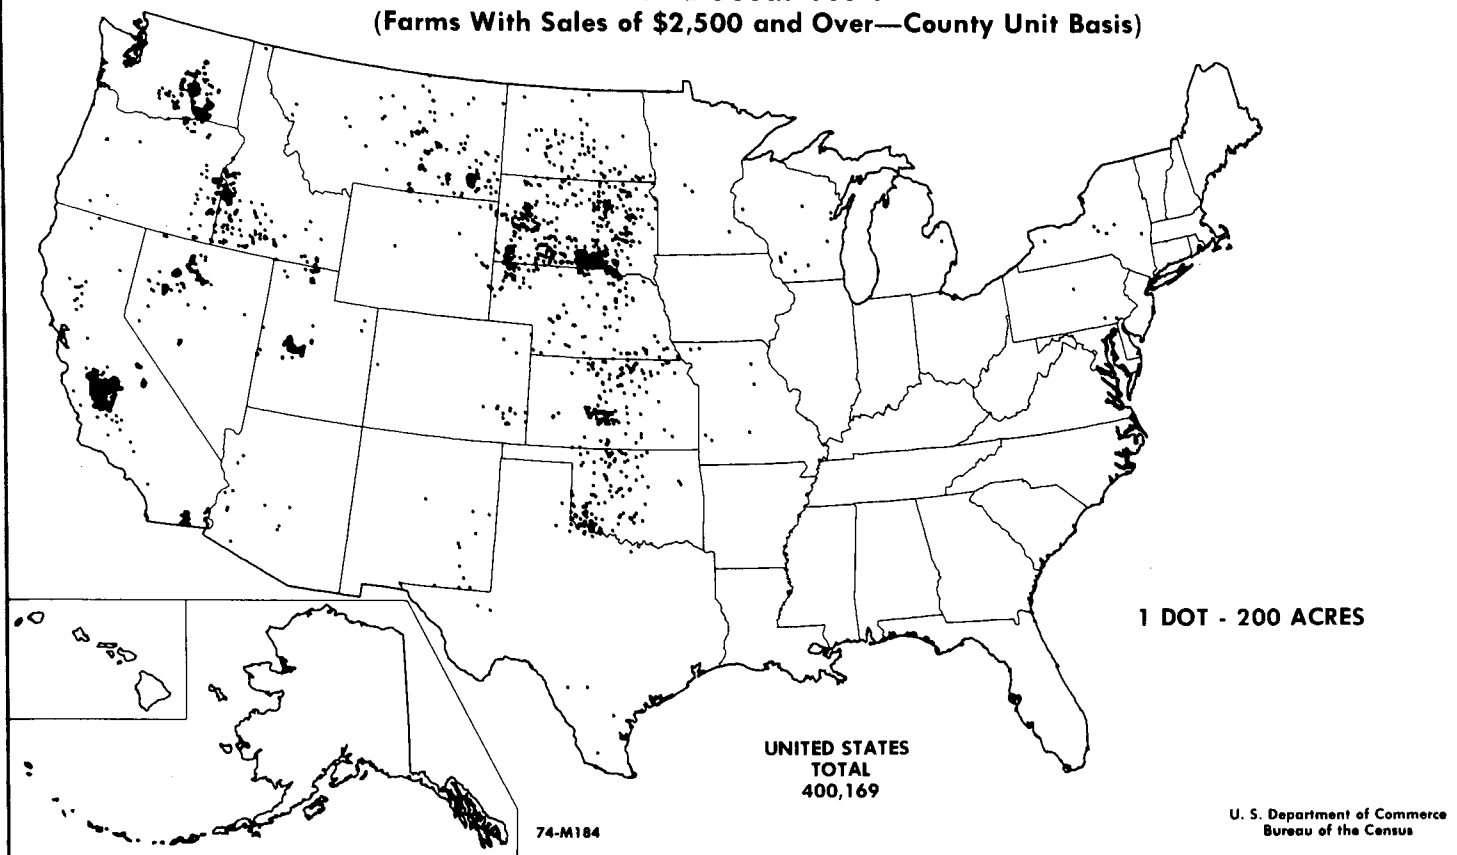 (Farms With Sales of $2,500 and Over—County Unit Basis)
1 DOT - 200 ACRES
UNITED STATES
TOTAL
400,169
74-M184
U. S. Department of Commerce
Bureau of the Census